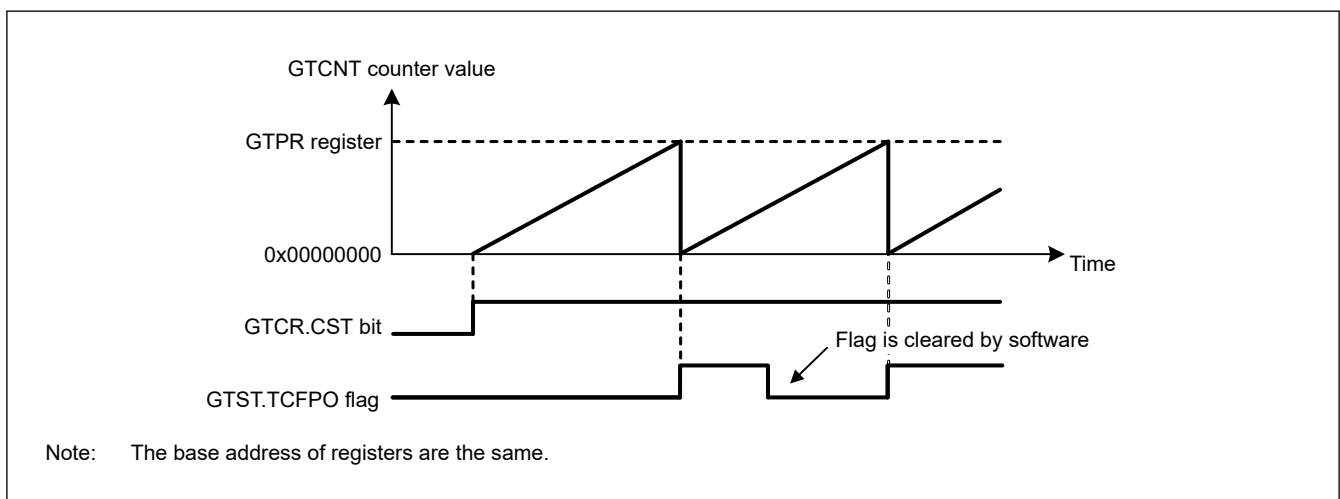 GTCNT counter value
GTPR register
0x00000000
Time
GTCR.CST bit
Flag is cleared by software
GTST.TCFPO flag
Note: The base address of registers are the same.